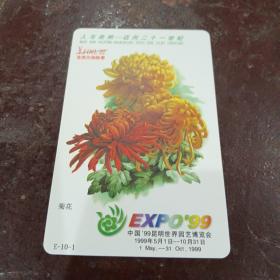 人与自然—迈向二十一世纪
菊花
EXPO'99
中国'99昆明世界园艺博览会
1999年5月1日—10月31日
1 May.—31 Oct, 1999
E-10-1